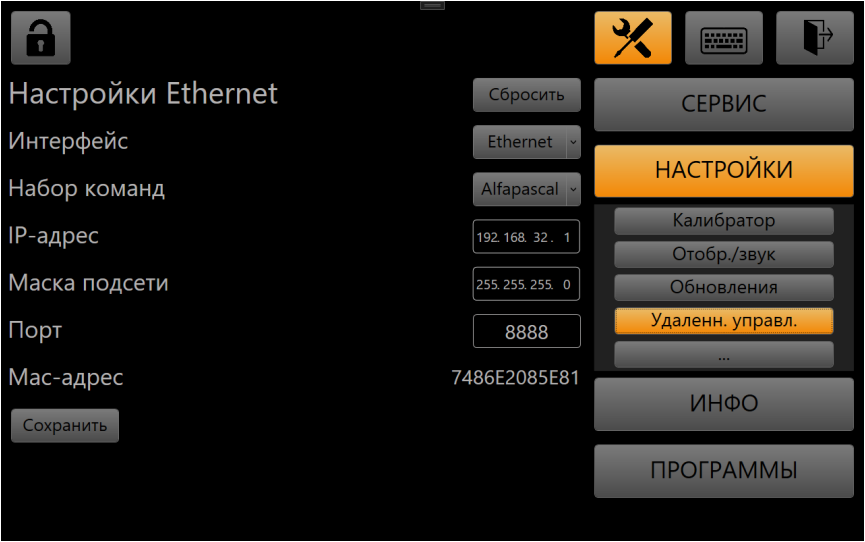 Настройки Ethernet
Сбросить
Интерфейс
Ethernet
Набор команд
Alfapascal
IP-адрес
192. 168. 32 . 1
Маска подсети
255. 255. 255. 0
Порт
8888
Мас-адрес
7486E2085E81
Сохранить
СЕРВИС
НАСТРОЙКИ
Калибратор
Отобр./звук
Обновления
Удаленн. управл.
...
ИНФО
ПРОГРАММЫ